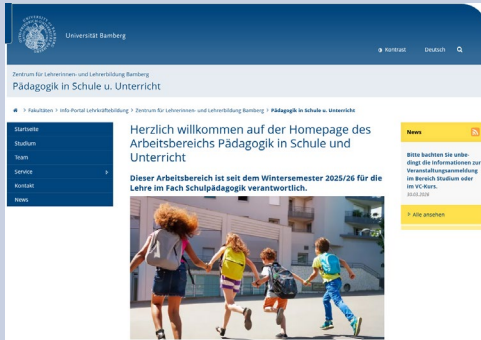 Universität Bamberg
Kontrast
Deutsch
Zentrum für Lehrerinnen- und Lehrerbildung Bamberg
Pädagogik in Schule u. Unterricht
> Fakultäten > Info-Portal Lehrkräftebildung > Zentrum für Lehrerinnen- und Lehrerbildung Bamberg > Pädagogik in Schule u. Unterricht
Startseite
Studium
Team
Service
Kontakt
News
Herzlich willkommen auf der Homepage des
Arbeitsbereichs Pädagogik in Schule und
Unterricht
Dieser Arbeitsbereich ist seit dem Wintersemester 2025/26 für die
Lehre im Fach Schulpädagogik verantwortlich.
News
Bitte bachten Sie unbe-
dingt die Informationen zur
Veranstaltungsanmeldung
im Bereich Studium oder
im VC-Kurs.
> Alle ansehen